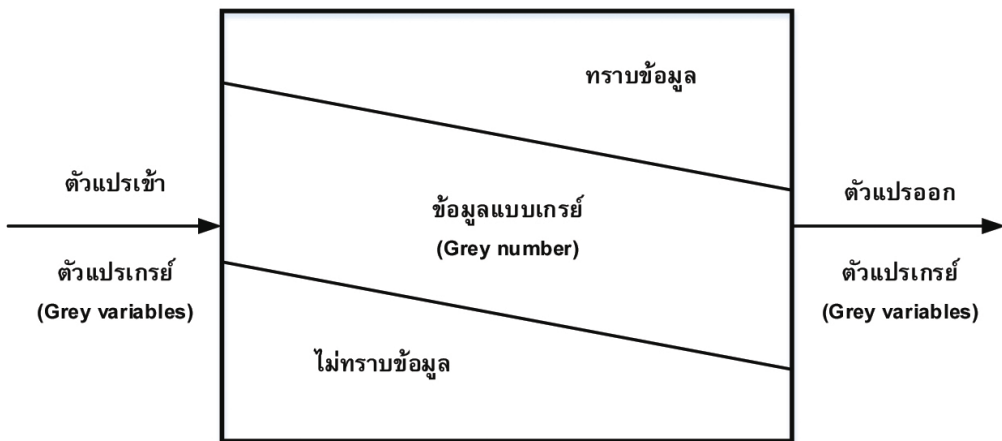 ทราบข้อมูล
ตัวแปรเข้า
ตัวแปรเกรย์
(Grey variables)
ข้อมูลแบบเกรย์
(Grey number)
ตัวแปรออก
ตัวแปรเกรย์
(Grey variables)
ไม่ทราบข้อมูล